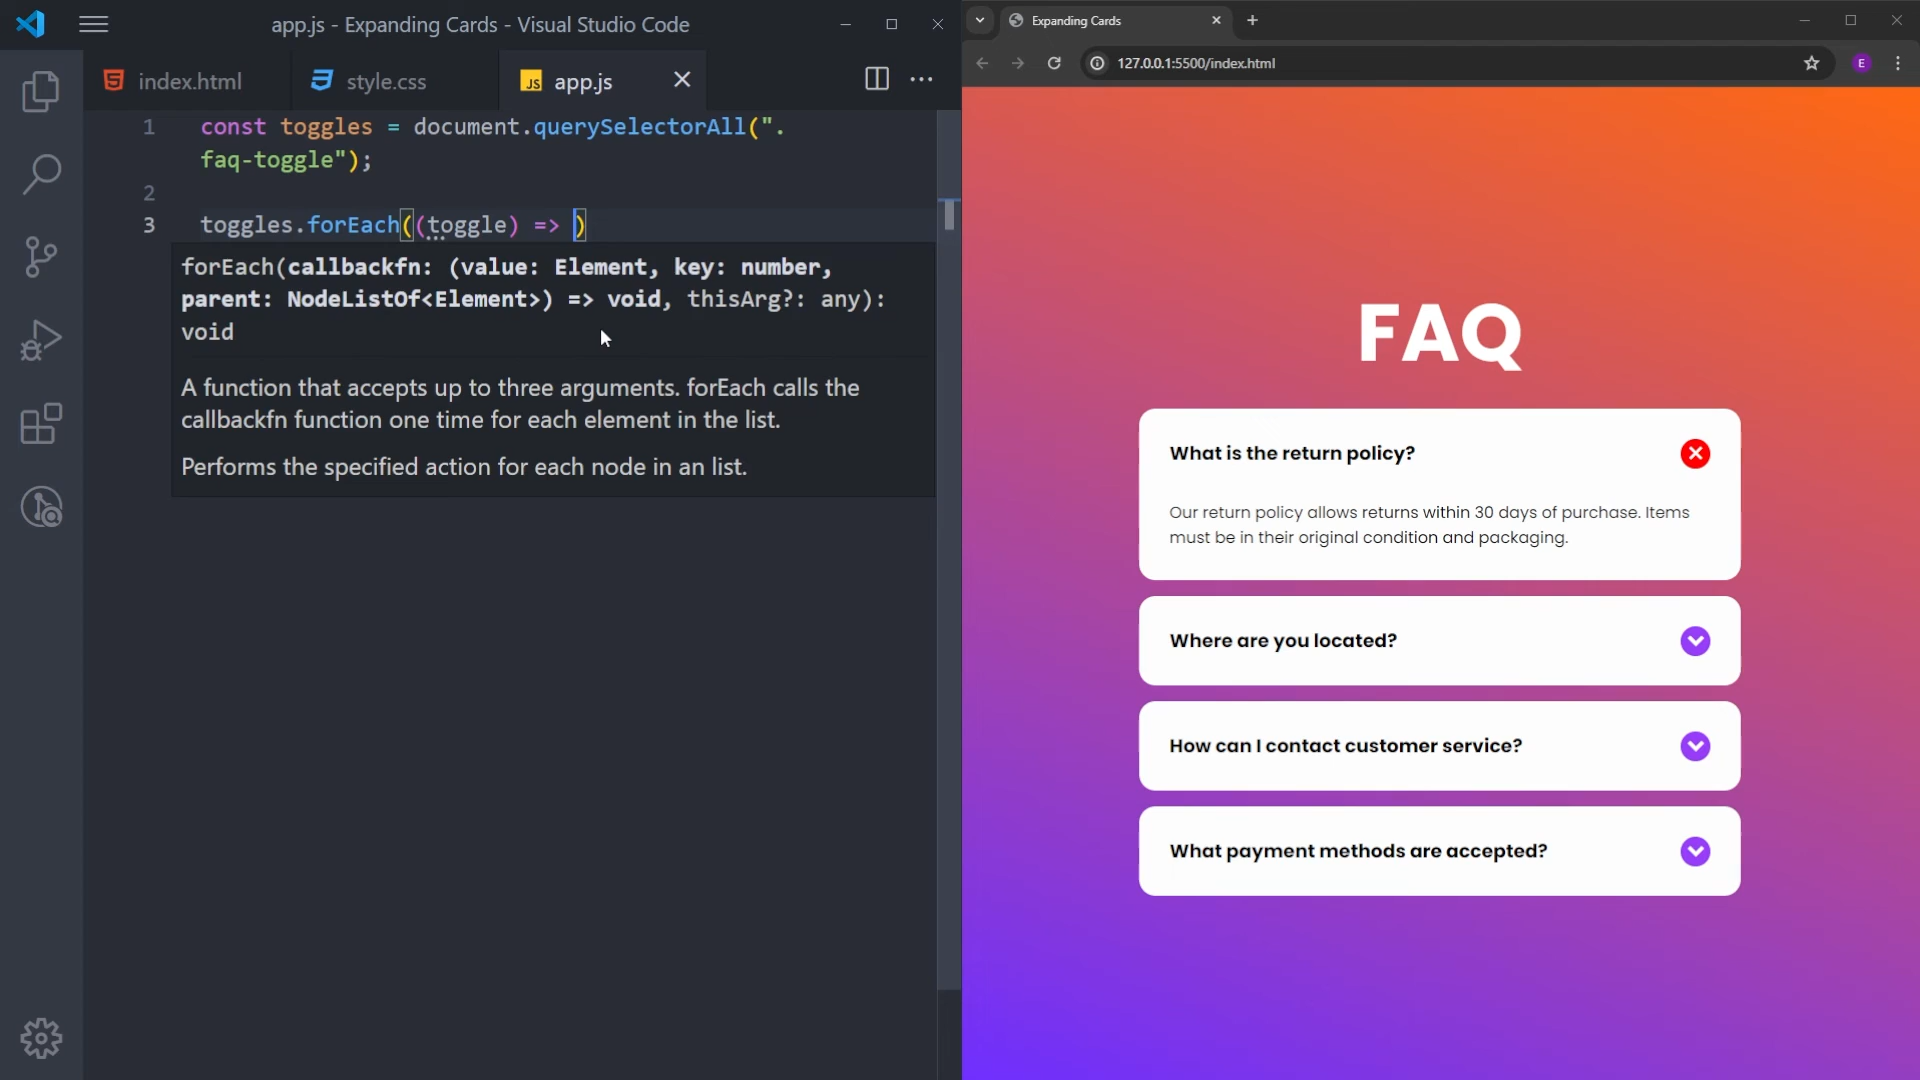 app.js - Expanding Cards - Visual Studio Code
index.html
style.css
JS
app.js
1 const toggles = document.querySelectorAll(".
faq-toggle");
2
3 toggles.forEach((toggle) => )
forEach(callbackfn: (value: Element, key: number,
parent: NodeListOf<Element>) => void, thisArg?: any):
void
A function that accepts up to three arguments. forEach calls the
callbackfn function one time for each element in the list.
Performs the specified action for each node in an list.
Expanding Cards
127.0.0.1:5500/index.html
E
FAQ
What is the return policy?
Our return policy allows returns within 30 days of purchase. Items
must be in their original condition and packaging.
Where are you located?
How can I contact customer service?
What payment methods are accepted?